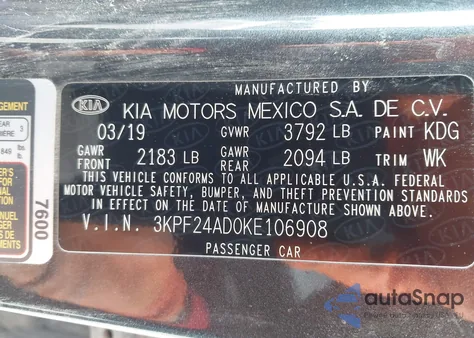 MANUFACTURED BY
KIA KIA MOTORS MEXICO S.A. DE C.V.
03/19 GVWR 3792 LB PAINT KDG
GAWR FRONT 2183 LB GAWR REAR 2094 LB TRIM WK
THIS VEHICLE CONFORMS TO ALL APPLICABLE U.S.A. FEDERAL
MOTOR VEHICLE SAFETY, BUMPER, AND THEFT PREVENTION STANDARDS
IN EFFECT ON THE DATE OF MANUFACTURE SHOWN ABOVE.
V.I.N. 3KPF24AD0KE106908
PASSENGER CAR
7600
autoSnap